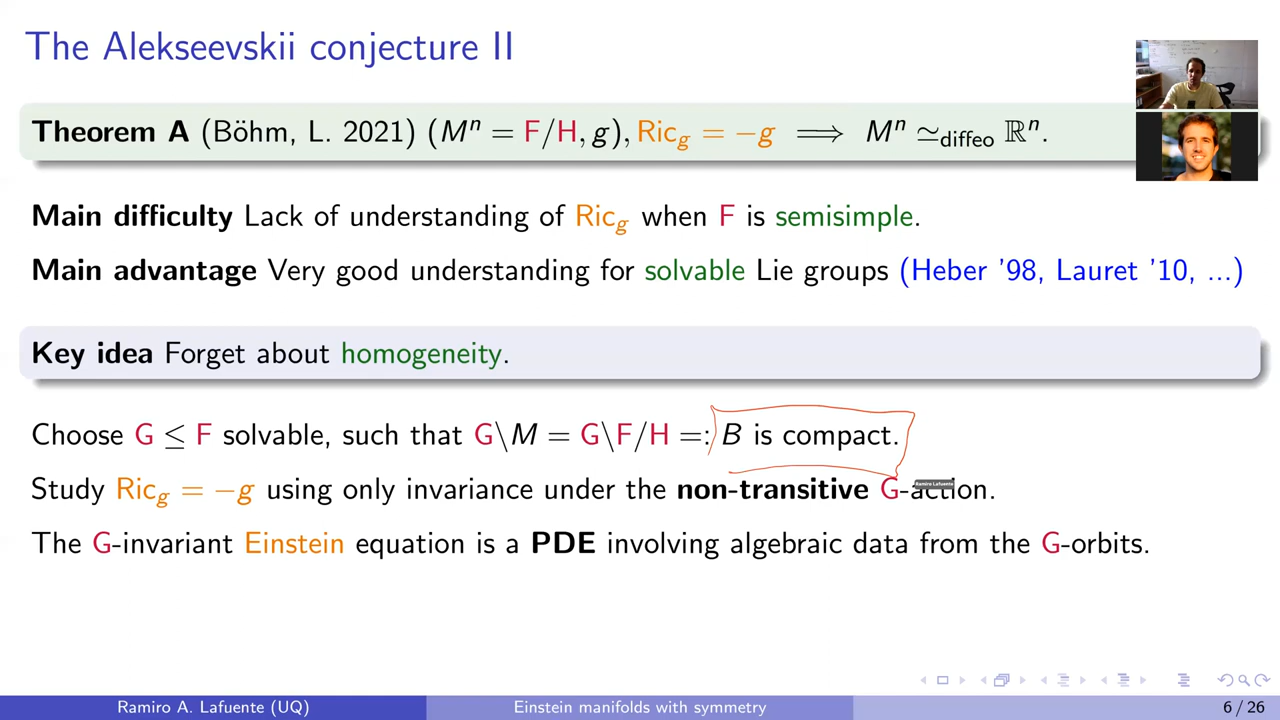 The Alekseevskii conjecture II
Theorem A (Böhm, L. 2021) (Mⁿ = F/H, g), Ric_g = −g ⟹ Mⁿ ≃_diffeo ℝⁿ.
Main difficulty Lack of understanding of Ric_g when F is semisimple.
Main advantage Very good understanding for solvable Lie groups (Heber '98, Lauret '10, ...)
Key idea Forget about homogeneity.
Choose G ≤ F solvable, such that G\M = G\F/H =: B is compact.
Study Ric_g = −g using only invariance under the non-transitive G-action.
Ramiro Lafuente
The G-invariant Einstein equation is a PDE involving algebraic data from the G-orbits.
Ramiro A. Lafuente (UQ)
Einstein manifolds with symmetry
6 / 26